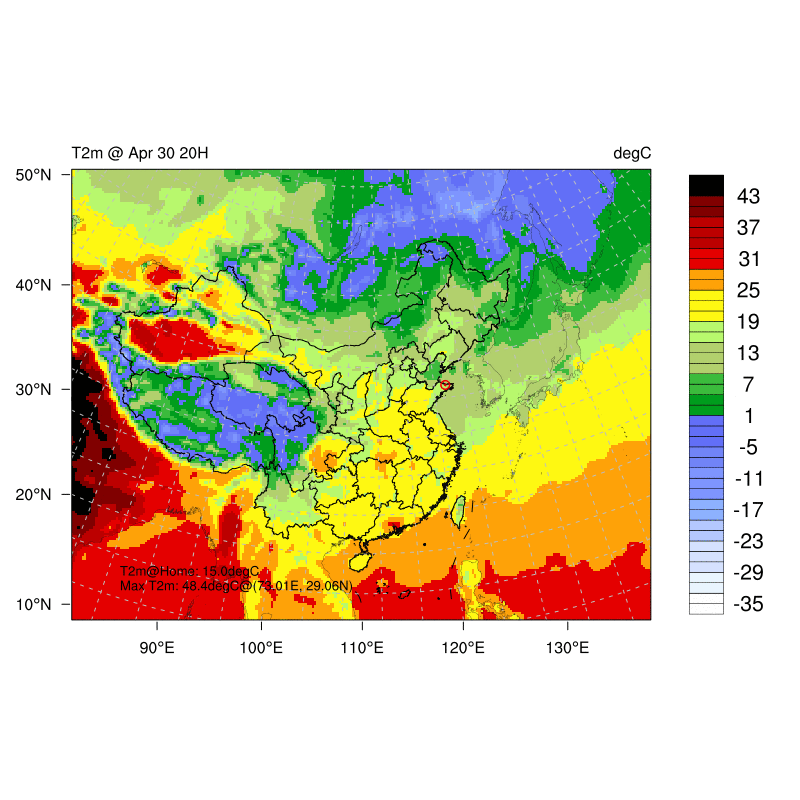 T2m @ Apr 30 20H degC
50°N
40°N
30°N
20°N
10°N
90°E 100°E 110°E 120°E 130°E
43
37
31
25
19
13
7
1
-5
-11
-17
-23
-29
-35
T2m@Home: 15.0degC
Max T2m: 48.4degC@(73.01E, 29.06N)